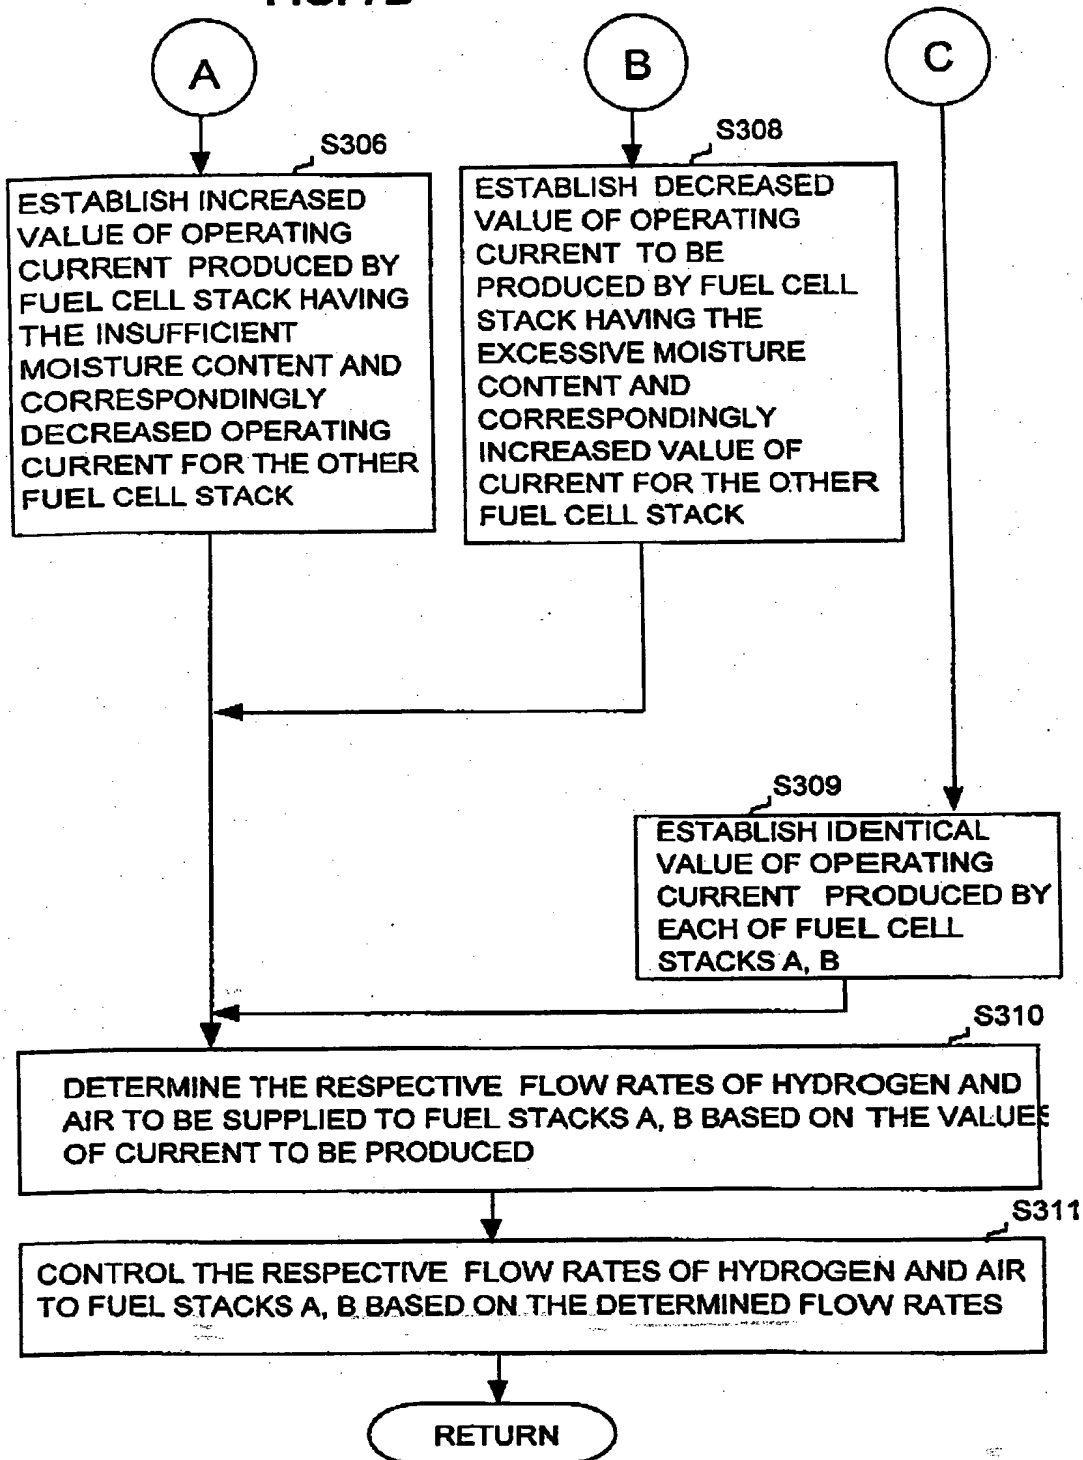 A
B
C
S306
ESTABLISH INCREASED
VALUE OF OPERATING
CURRENT PRODUCED BY
FUEL CELL STACK HAVING
THE INSUFFICIENT
MOISTURE CONTENT AND
CORRESPONDINGLY
DECREASED OPERATING
CURRENT FOR THE OTHER
FUEL CELL STACK
S308
ESTABLISH DECREASED
VALUE OF OPERATING
CURRENT TO BE
PRODUCED BY FUEL CELL
STACK HAVING THE
EXCESSIVE MOISTURE
CONTENT AND
CORRESPONDINGLY
INCREASED VALUE OF
CURRENT FOR THE OTHER
FUEL CELL STACK
S309
ESTABLISH IDENTICAL
VALUE OF OPERATING
CURRENT PRODUCED BY
EACH OF FUEL CELL
STACKS A, B
S310
DETERMINE THE RESPECTIVE FLOW RATES OF HYDROGEN AND
AIR TO BE SUPPLIED TO FUEL STACKS A, B BASED ON THE VALUES
OF CURRENT TO BE PRODUCED
S311
CONTROL THE RESPECTIVE FLOW RATES OF HYDROGEN AND AIR
TO FUEL STACKS A, B BASED ON THE DETERMINED FLOW RATES
RETURN